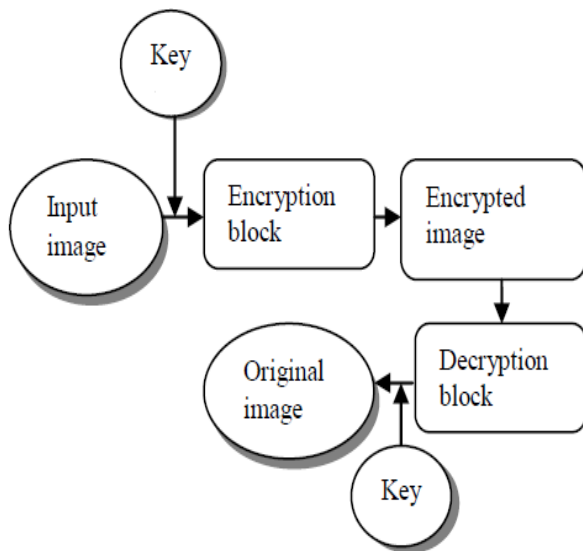 Key
Input
image
Encryption
block
Encrypted
image
Decryption
block
Original
image
Key